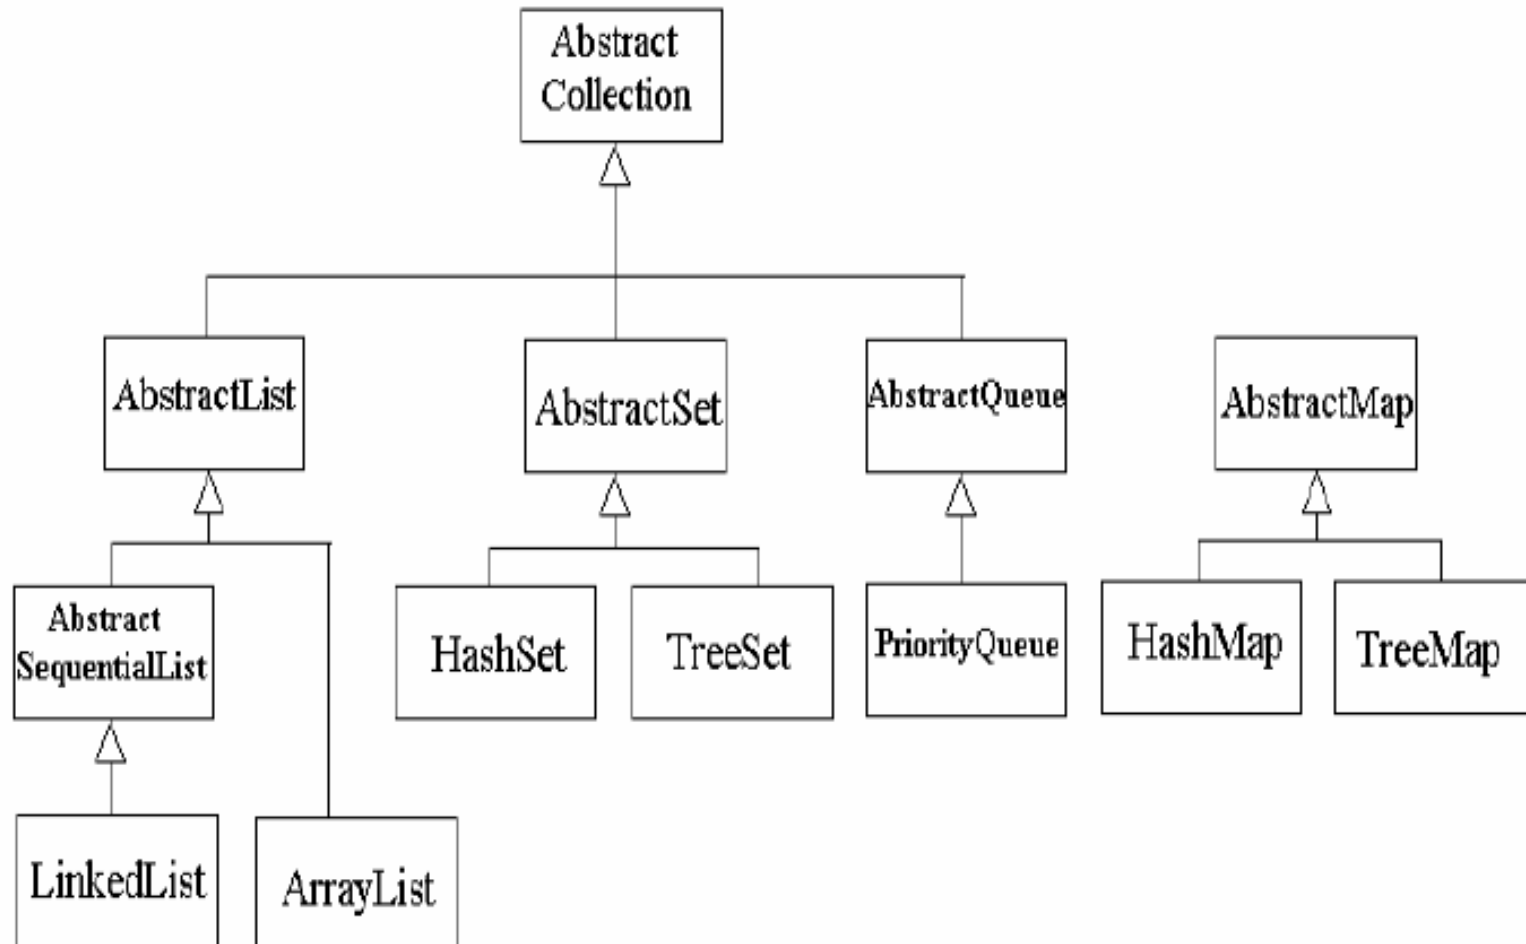 Abstract
Collection
AbstractList
AbstractSet
AbstractQueue
AbstractMap
Abstract
SequentialList
HashSet
TreeSet
PriorityQueue
HashMap
TreeMap
LinkedList
ArrayList